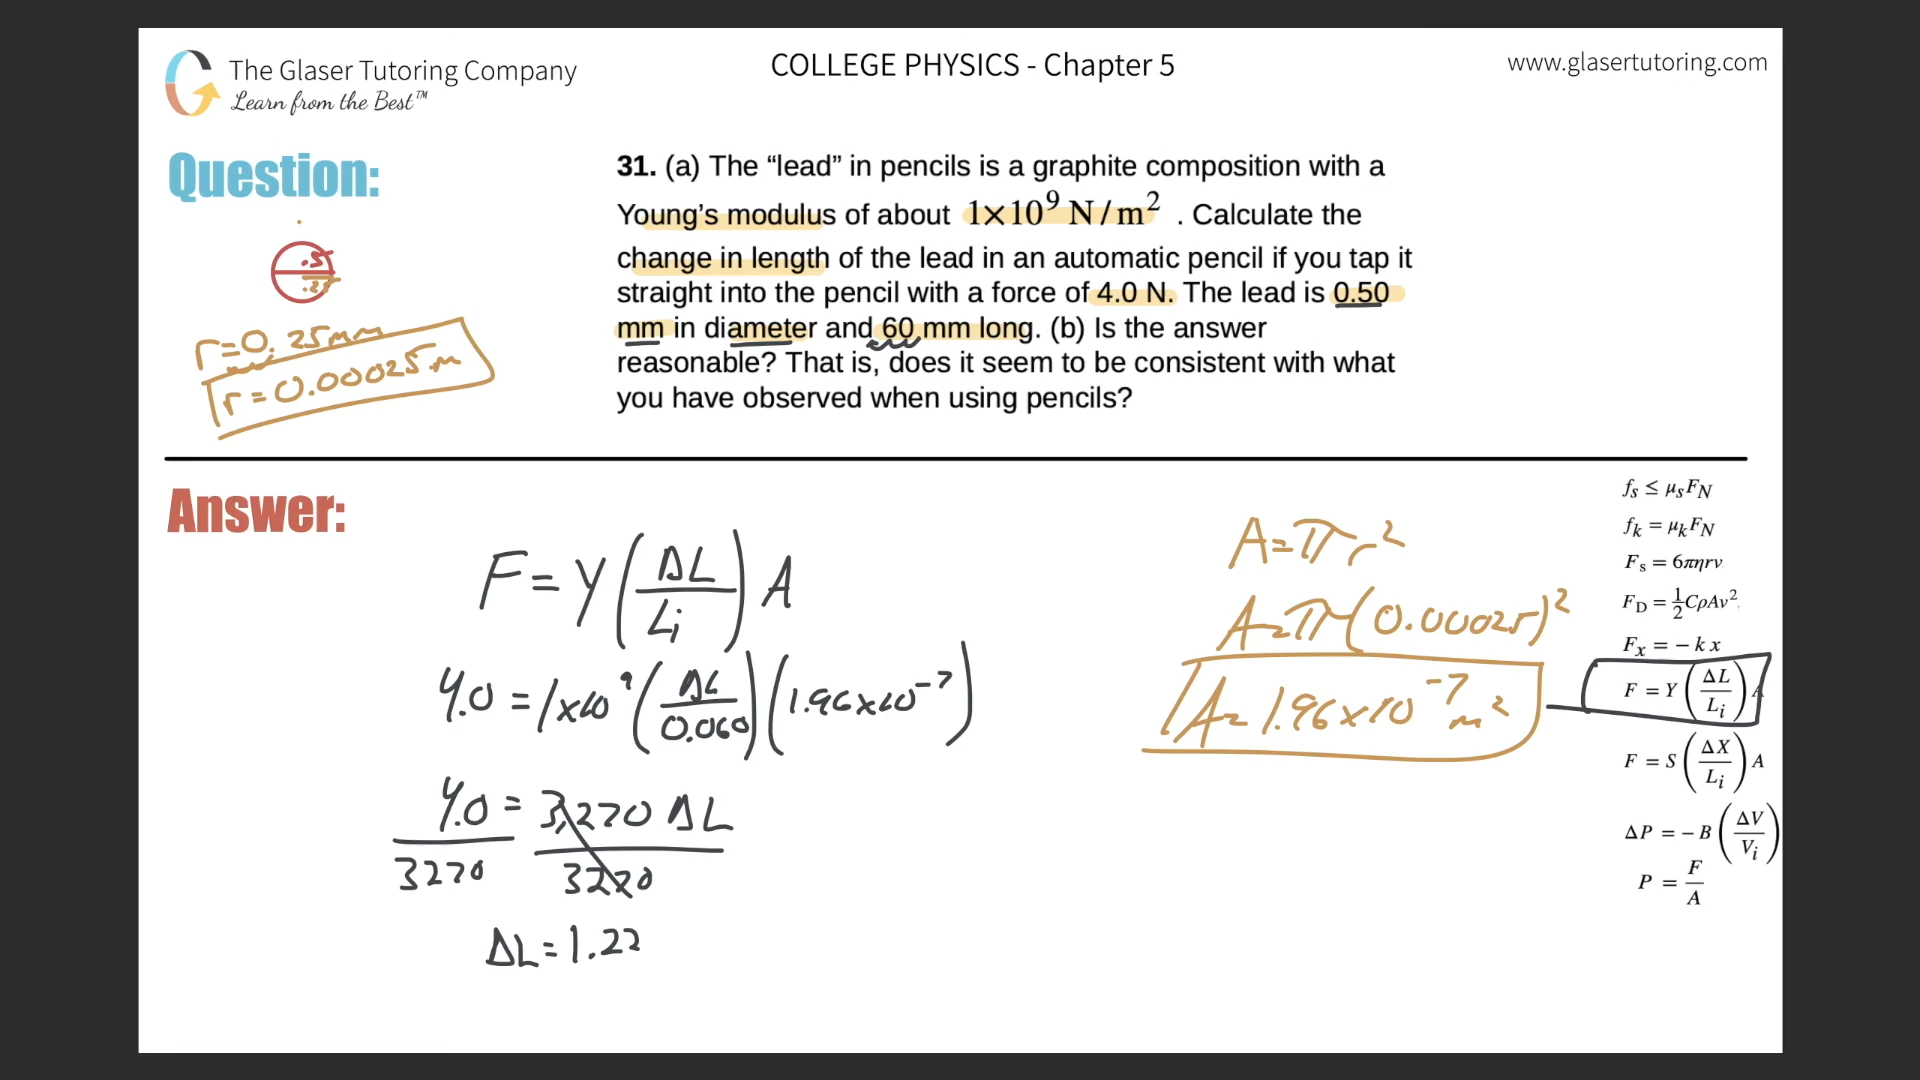 The Glaser Tutoring Company
Learn from the Best™
COLLEGE PHYSICS - Chapter 5
www.glasertutoring.com
Question:
31. (a) The “lead” in pencils is a graphite composition with a
Young’s modulus of about 1×10⁹ N/m² . Calculate the
change in length of the lead in an automatic pencil if you tap it
straight into the pencil with a force of 4.0 N. The lead is 0.50
mm in diameter and 60 mm long. (b) Is the answer
reasonable? That is, does it seem to be consistent with what
you have observed when using pencils?
.5
.25
r=0.25mm
r=0.00025m
Answer:
F=Y(ΔL/Li)A
4.0=1x10⁹(ΔL/0.060)(1.96x10⁻⁷)
4.0=3,270 ΔL
3270 3270
ΔL=1.22
A=πr²
A=π(0.00025)²
A=1.96x10⁻⁷m²
fs ≤ μsFN
fk = μkFN
Fs = 6πηrv
FD = ½CρAv²
Fx = −kx
F = Y(ΔL/Li)A
F = S(ΔX/Li)A
ΔP = −B(ΔV/Vi)
P = F/A